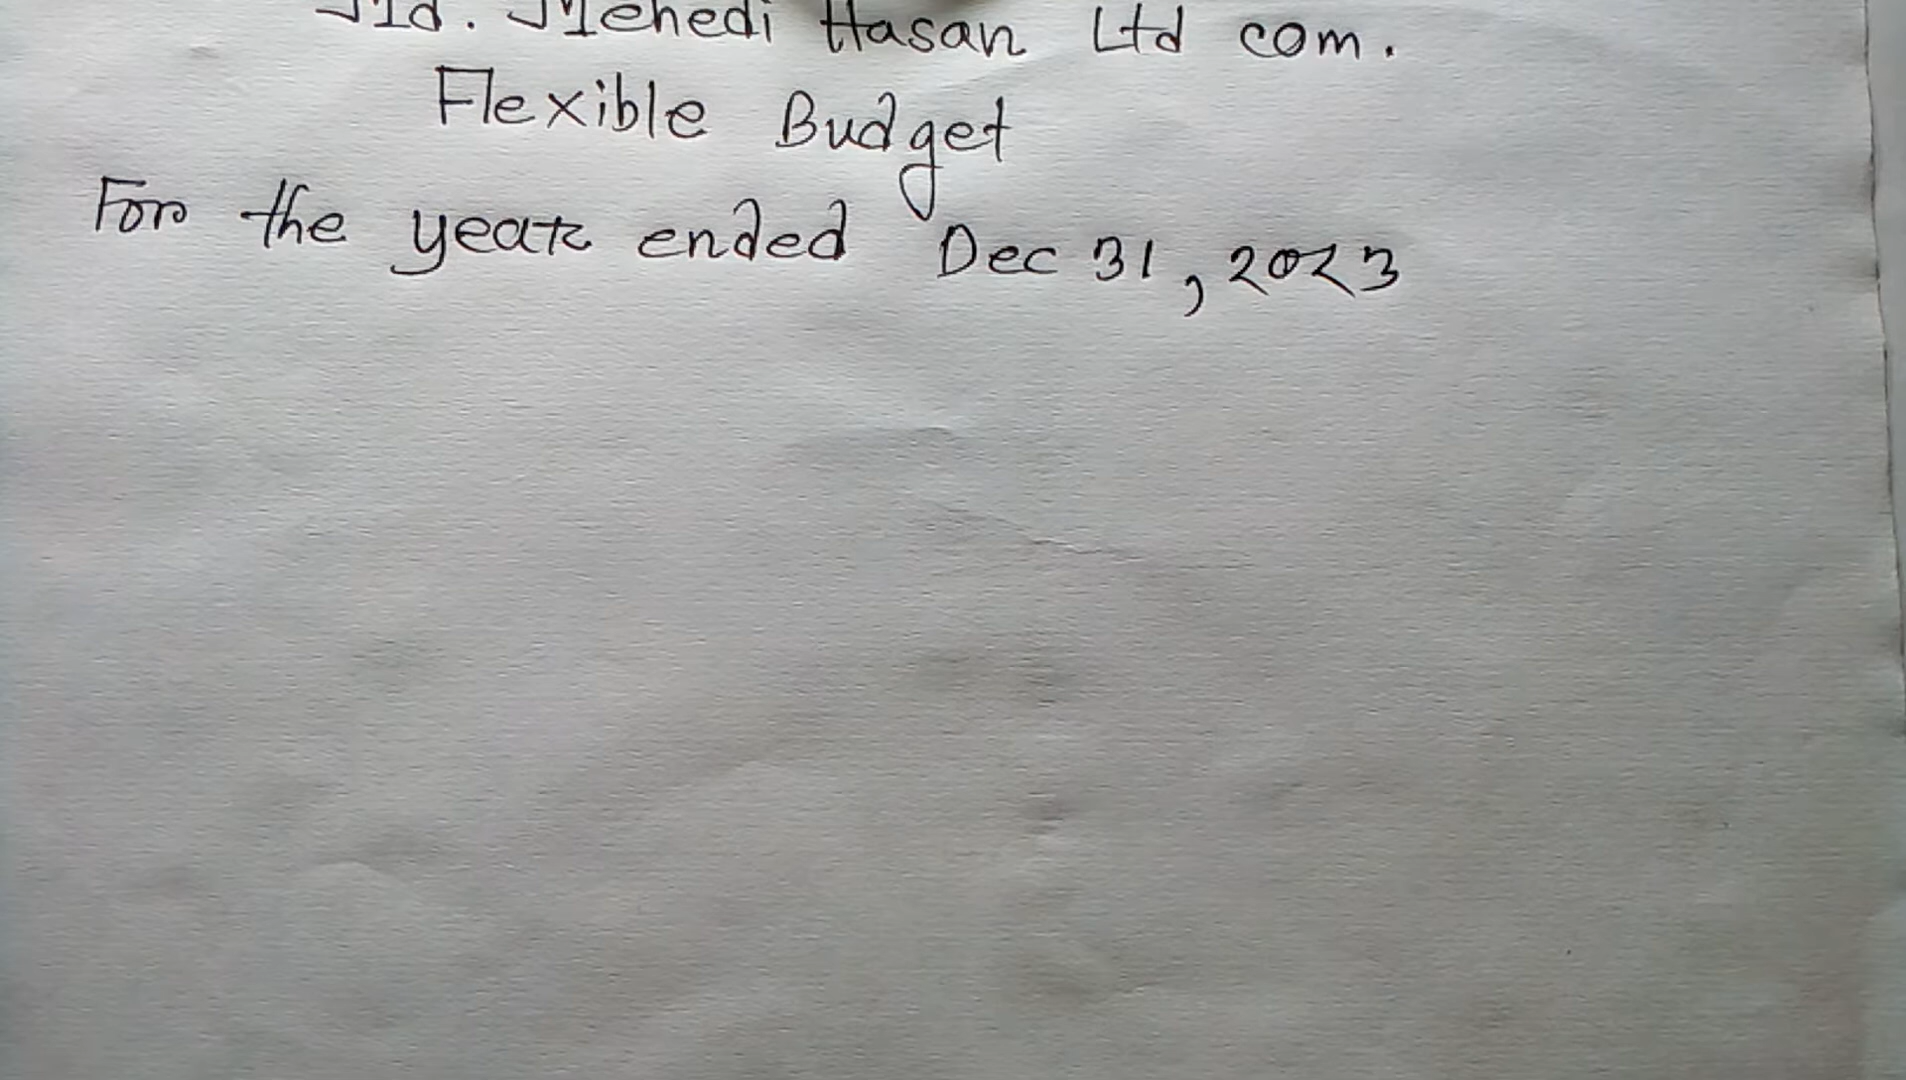 Md. Mehedi Hasan Ltd com.
Flexible Budget
For the year ended Dec 31, 2023